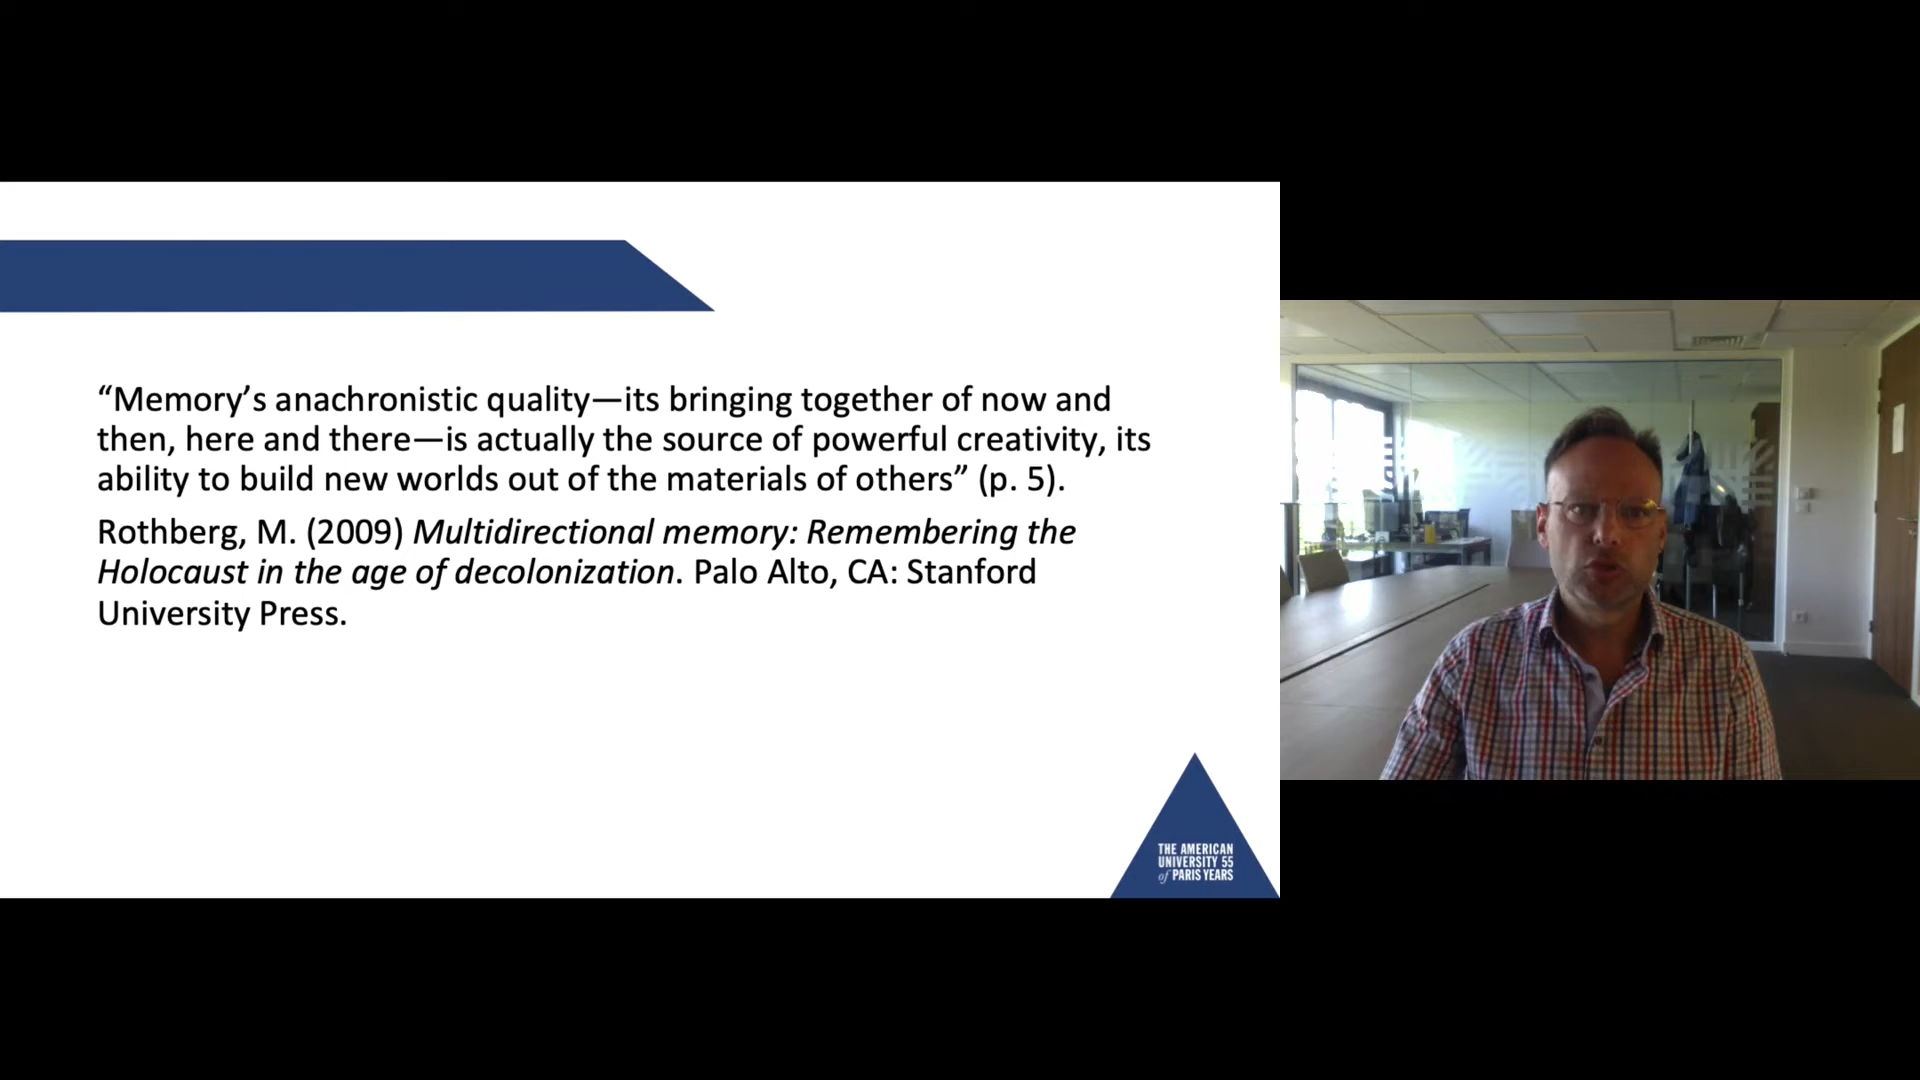 “Memory’s anachronistic quality—its bringing together of now and
then, here and there—is actually the source of powerful creativity, its
ability to build new worlds out of the materials of others” (p. 5).
Rothberg, M. (2009) Multidirectional memory: Remembering the
Holocaust in the age of decolonization. Palo Alto, CA: Stanford
University Press.
THE AMERICAN
UNIVERSITY 55
of PARIS YEARS